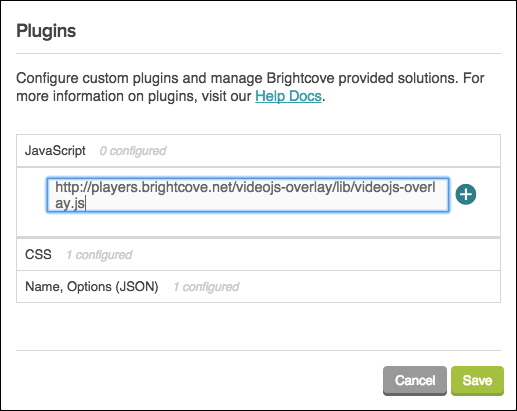 Plugins
Configure custom plugins and manage Brightcove provided solutions. For
more information on plugins, visit our Help Docs.
JavaScript 0 configured
http://players.brightcove.net/videojs-overlay/lib/videojs-overl
ay.js
CSS 1 configured
Name, Options (JSON) 1 configured
Cancel Save